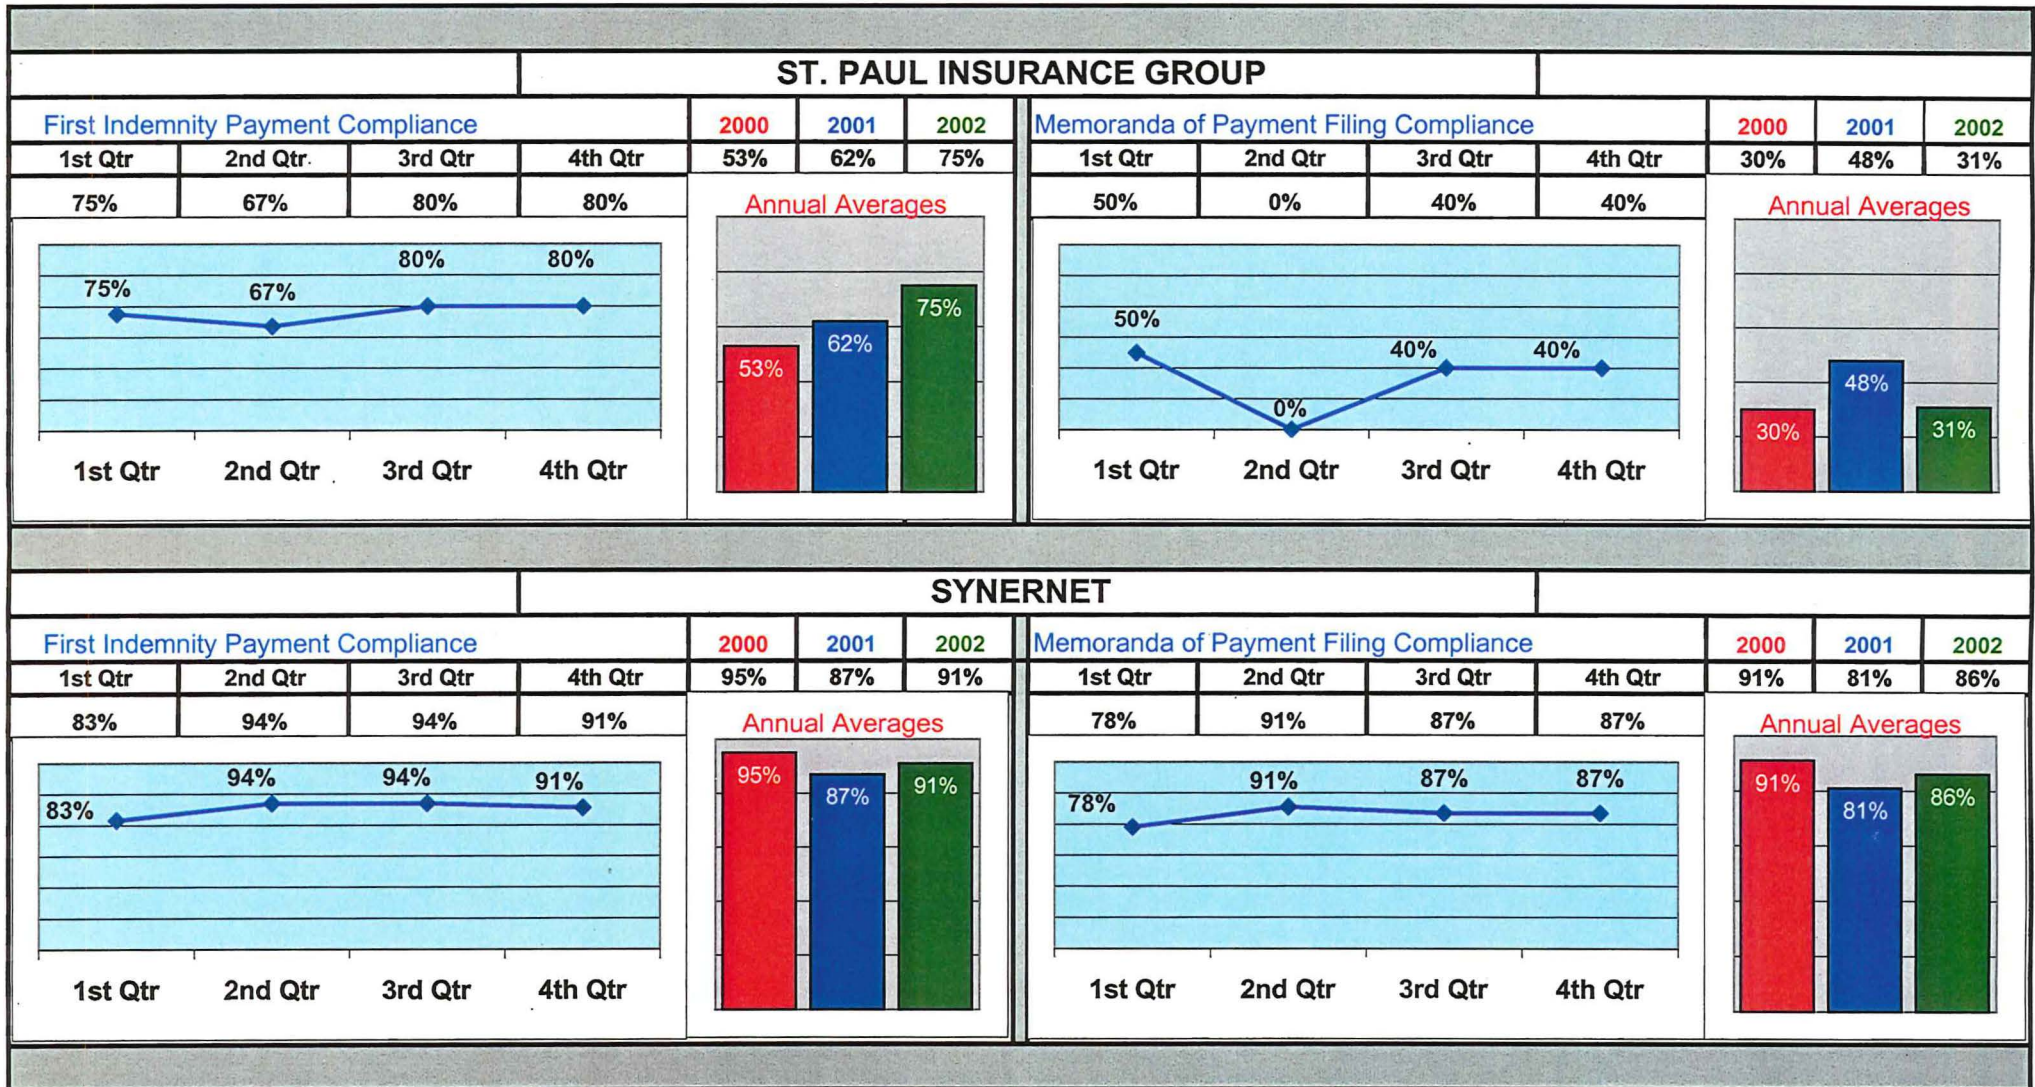 ST. PAUL INSURANCE GROUP
First Indemnity Payment Compliance 2000 2001 2002
1st Qtr 2nd Qtr 3rd Qtr 4th Qtr 53% 62% 75%
75% 67% 80% 80%
Annual Averages
75% 67% 80% 80%
53% 62% 75%
1st Qtr 2nd Qtr 3rd Qtr 4th Qtr
Memoranda of Payment Filing Compliance 2000 2001 2002
1st Qtr 2nd Qtr 3rd Qtr 4th Qtr 30% 48% 31%
50% 0% 40% 40%
Annual Averages
50% 0% 40% 40%
30% 48% 31%
1st Qtr 2nd Qtr 3rd Qtr 4th Qtr
SYNERNET
First Indemnity Payment Compliance 2000 2001 2002
1st Qtr 2nd Qtr 3rd Qtr 4th Qtr 95% 87% 91%
83% 94% 94% 91%
Annual Averages
83% 94% 94% 91%
95% 87% 91%
1st Qtr 2nd Qtr 3rd Qtr 4th Qtr
Memoranda of Payment Filing Compliance 2000 2001 2002
1st Qtr 2nd Qtr 3rd Qtr 4th Qtr 91% 81% 86%
78% 91% 87% 87%
Annual Averages
78% 91% 87% 87%
91% 81% 86%
1st Qtr 2nd Qtr 3rd Qtr 4th Qtr